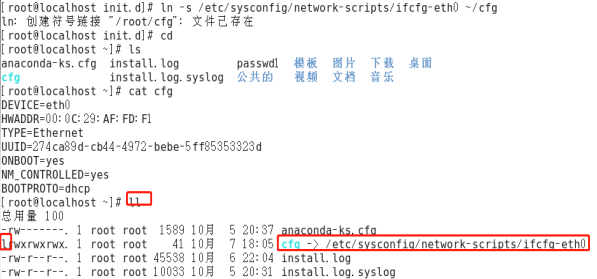 [root@localhost init.d]# ln -s /etc/sysconfig/network-scripts/ifcfg-eth0 ~/cfg
ln: 创建符号链接 "/root/cfg": 文件已存在
[root@localhost init.d]# cd
[root@localhost ~]# ls
anaconda-ks.cfg  install.log         passwd1  模板  图片  下载  桌面
cfg              install.log.syslog  公共的   视频  文档  音乐
[root@localhost ~]# cat cfg
DEVICE=eth0
HWADDR=00:0C:29:AF:FD:F1
TYPE=Ethernet
UUID=274ca89d-cb44-4972-bebe-5ff85353323d
ONBOOT=yes
NM_CONTROLLED=yes
BOOTPROTO=dhcp
[root@localhost ~]# ll
总用量 100
-rw-------. 1 root root  1589 10月  5 20:37 anaconda-ks.cfg
lrwxrwxrwx. 1 root root    41 10月  7 18:05 cfg -> /etc/sysconfig/network-scripts/ifcfg-eth0
-rw-r--r--. 1 root root 45538 10月  6 22:04 install.log
-rw-r--r--. 1 root root 10033 10月  5 20:31 install.log.syslog